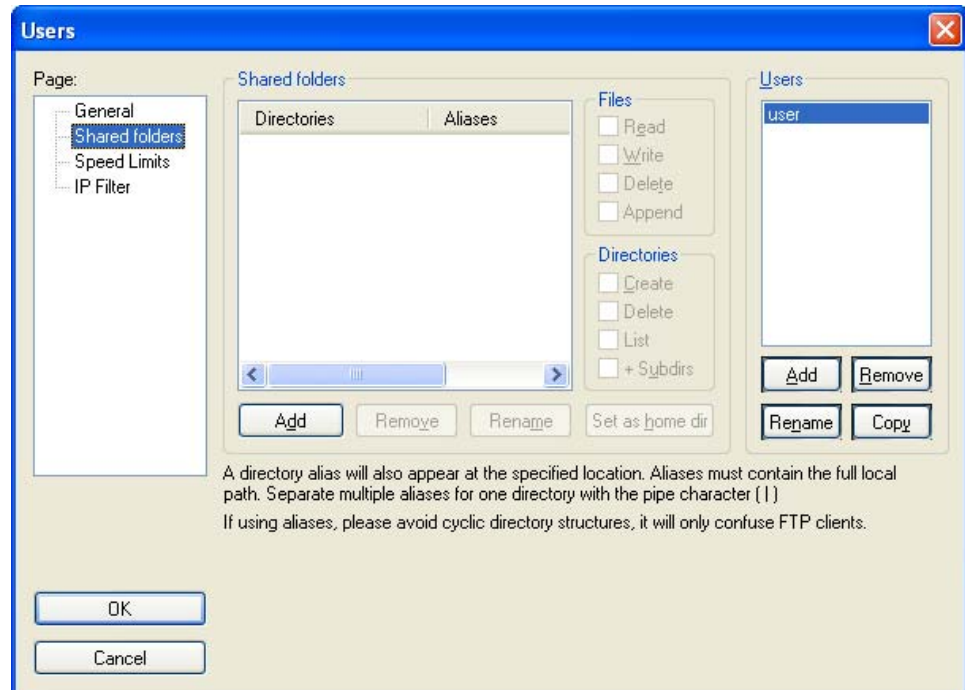 Users
Page:
General
Shared folders
Speed Limits
IP Filter
Shared folders
Directories Aliases
Files
Read
Write
Delete
Append
Directories
Create
Delete
List
+ Subdirs
Add Remove Rename Set as home dir
Users
user
Add Remove
Rename Copy
A directory alias will also appear at the specified location. Aliases must contain the full local
path. Separate multiple aliases for one directory with the pipe character ( | )
If using aliases, please avoid cyclic directory structures, it will only confuse FTP clients.
OK
Cancel